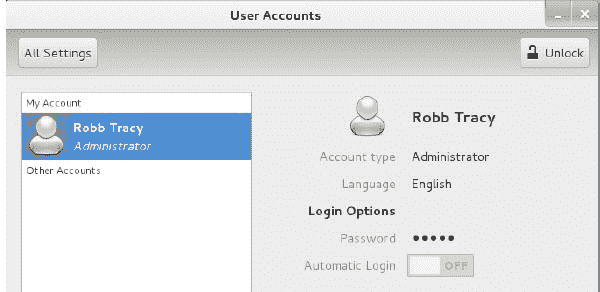 User Accounts
All Settings
Unlock
My Account
Robb Tracy
Administrator
Other Accounts
Robb Tracy
Account type Administrator
Language English
Login Options
Password •••••
Automatic Login OFF